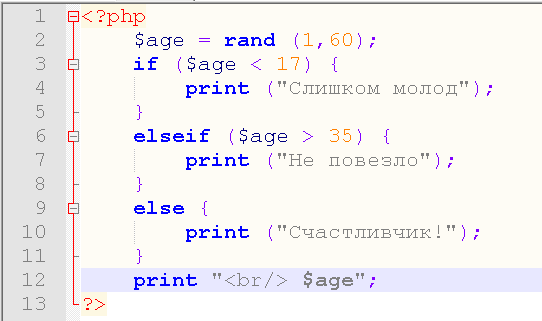 1 <?php
2 $age = rand (1,60);
3 if ($age < 17) {
4 print ("Слишком молод");
5 }
6 elseif ($age > 35) {
7 print ("Не повезло");
8 }
9 else {
10 print ("Счастливчик!");
11 }
12 print "<br/> $age";
13 ?>